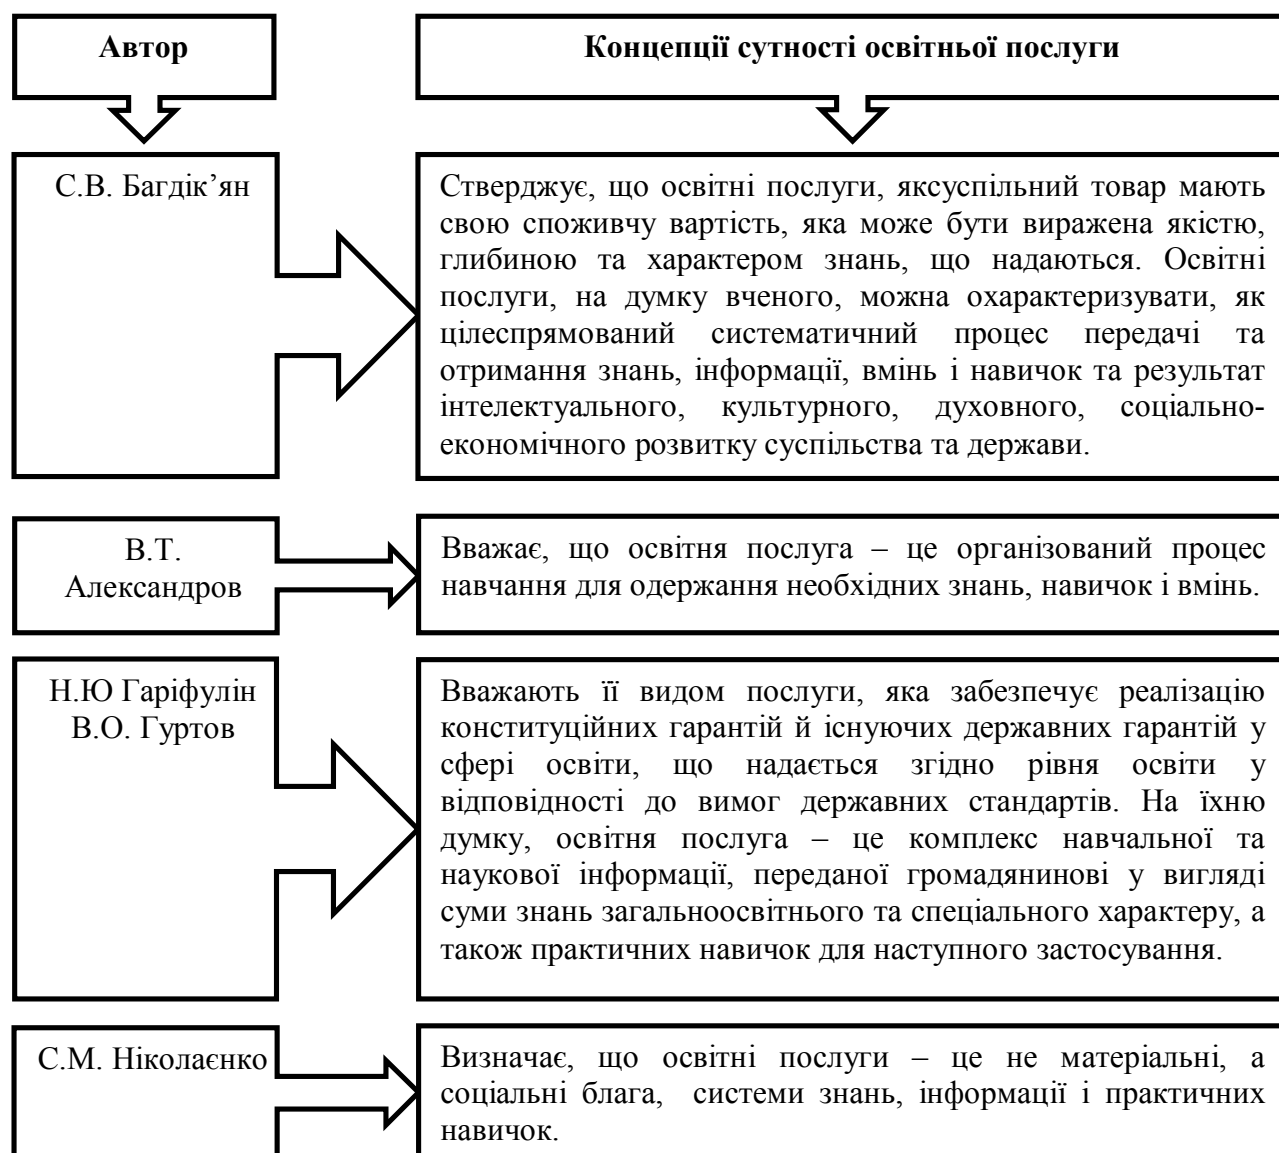 Автор
Концепції сутності освітньої послуги
С.В. Багдік’ян
Стверджує, що освітні послуги, яксуспільний товар мають
свою споживчу вартість, яка може бути виражена якістю,
глибиною та характером знань, що надаються. Освітні
послуги, на думку вченого, можна охарактеризувати, як
цілеспрямований систематичний процес передачі та
отримання знань, інформації, вмінь і навичок та результат
інтелектуального, культурного, духовного, соціально-
економічного розвитку суспільства та держави.
В.Т.
Александров
Вважає, що освітня послуга – це організований процес
навчання для одержання необхідних знань, навичок і вмінь.
Н.Ю Гаріфулін
В.О. Гуртов
Вважають її видом послуги, яка забезпечує реалізацію
конституційних гарантій й існуючих державних гарантій у
сфері освіти, що надається згідно рівня освіти у
відповідності до вимог державних стандартів. На їхню
думку, освітня послуга – це комплекс навчальної та
наукової інформації, переданої громадянинові у вигляді
суми знань загальноосвітнього та спеціального характеру, а
також практичних навичок для наступного застосування.
С.М. Ніколаєнко
Визначає, що освітні послуги – це не матеріальні, а
соціальні блага, системи знань, інформації і практичних
навичок.